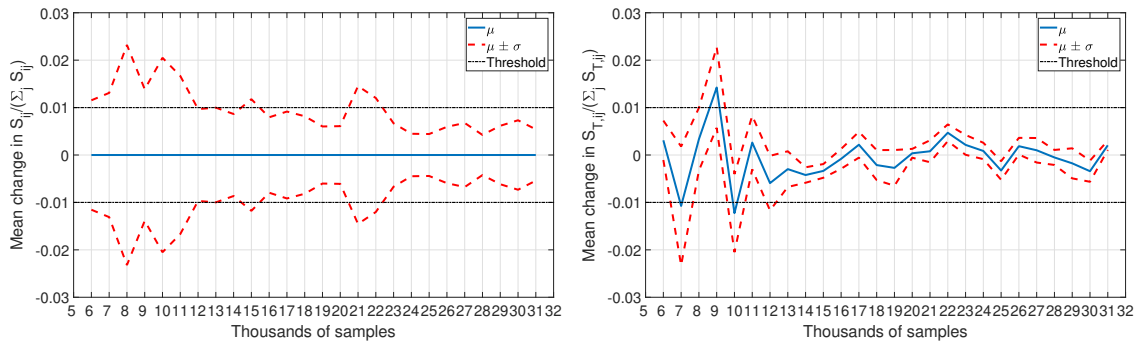 Mean change in S_ij/(Σ_j S_ij)
0.03
0.02
0.01
0
-0.01
-0.02
-0.03
μ
μ ± σ
Threshold
5 6 7 8 9 10 11 12 13 14 15 16 17 18 19 20 21 22 23 24 25 26 27 28 29 30 31 32
Thousands of samples
Mean change in S_T,ij/(Σ_j S_T,ij)
0.03
0.02
0.01
0
-0.01
-0.02
-0.03
μ
μ ± σ
Threshold
5 6 7 8 9 10 11 12 13 14 15 16 17 18 19 20 21 22 23 24 25 26 27 28 29 30 31 32
Thousands of samples